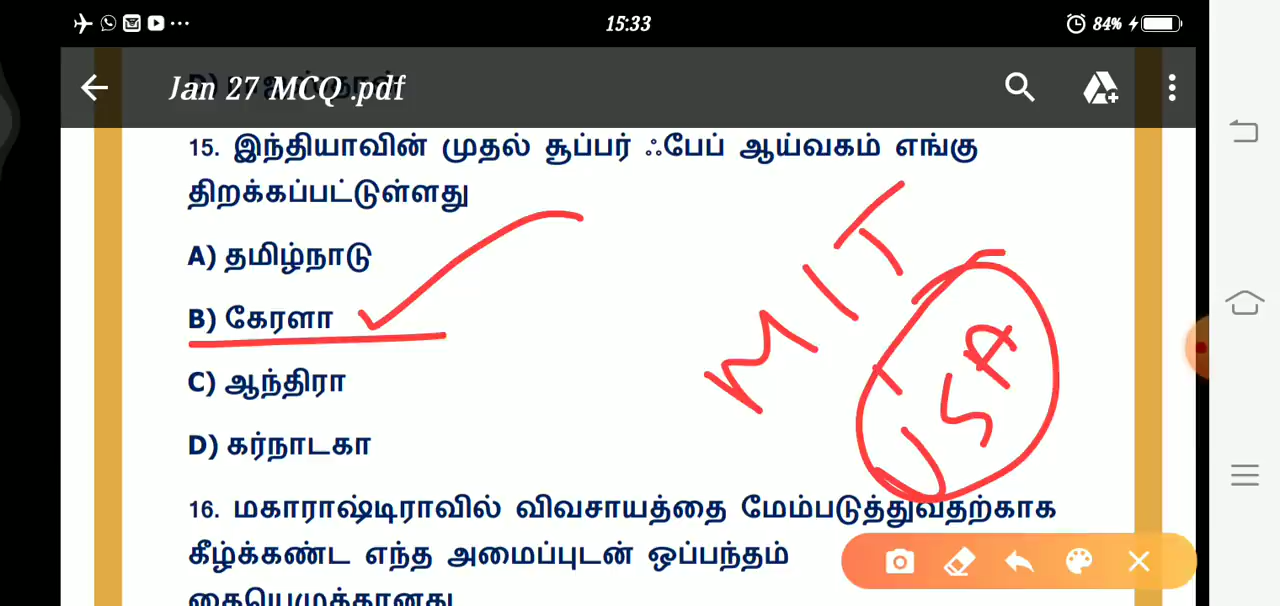 15:33
84%
Jan 27 MCQ .pdf
15. இந்தியாவின் முதல் சூப்பர் ஃபேப் ஆய்வகம் எங்கு
திறக்கப்பட்டுள்ளது
A) தமிழ்நாடு
B) கேரளா
C) ஆந்திரா
D) கர்நாடகா
MIT
USA
16. மகாராஷ்டிராவில் விவசாயத்தை மேம்படுத்துவதற்காக
கீழ்க்கண்ட எந்த அமைப்புடன் ஒப்பந்தம்